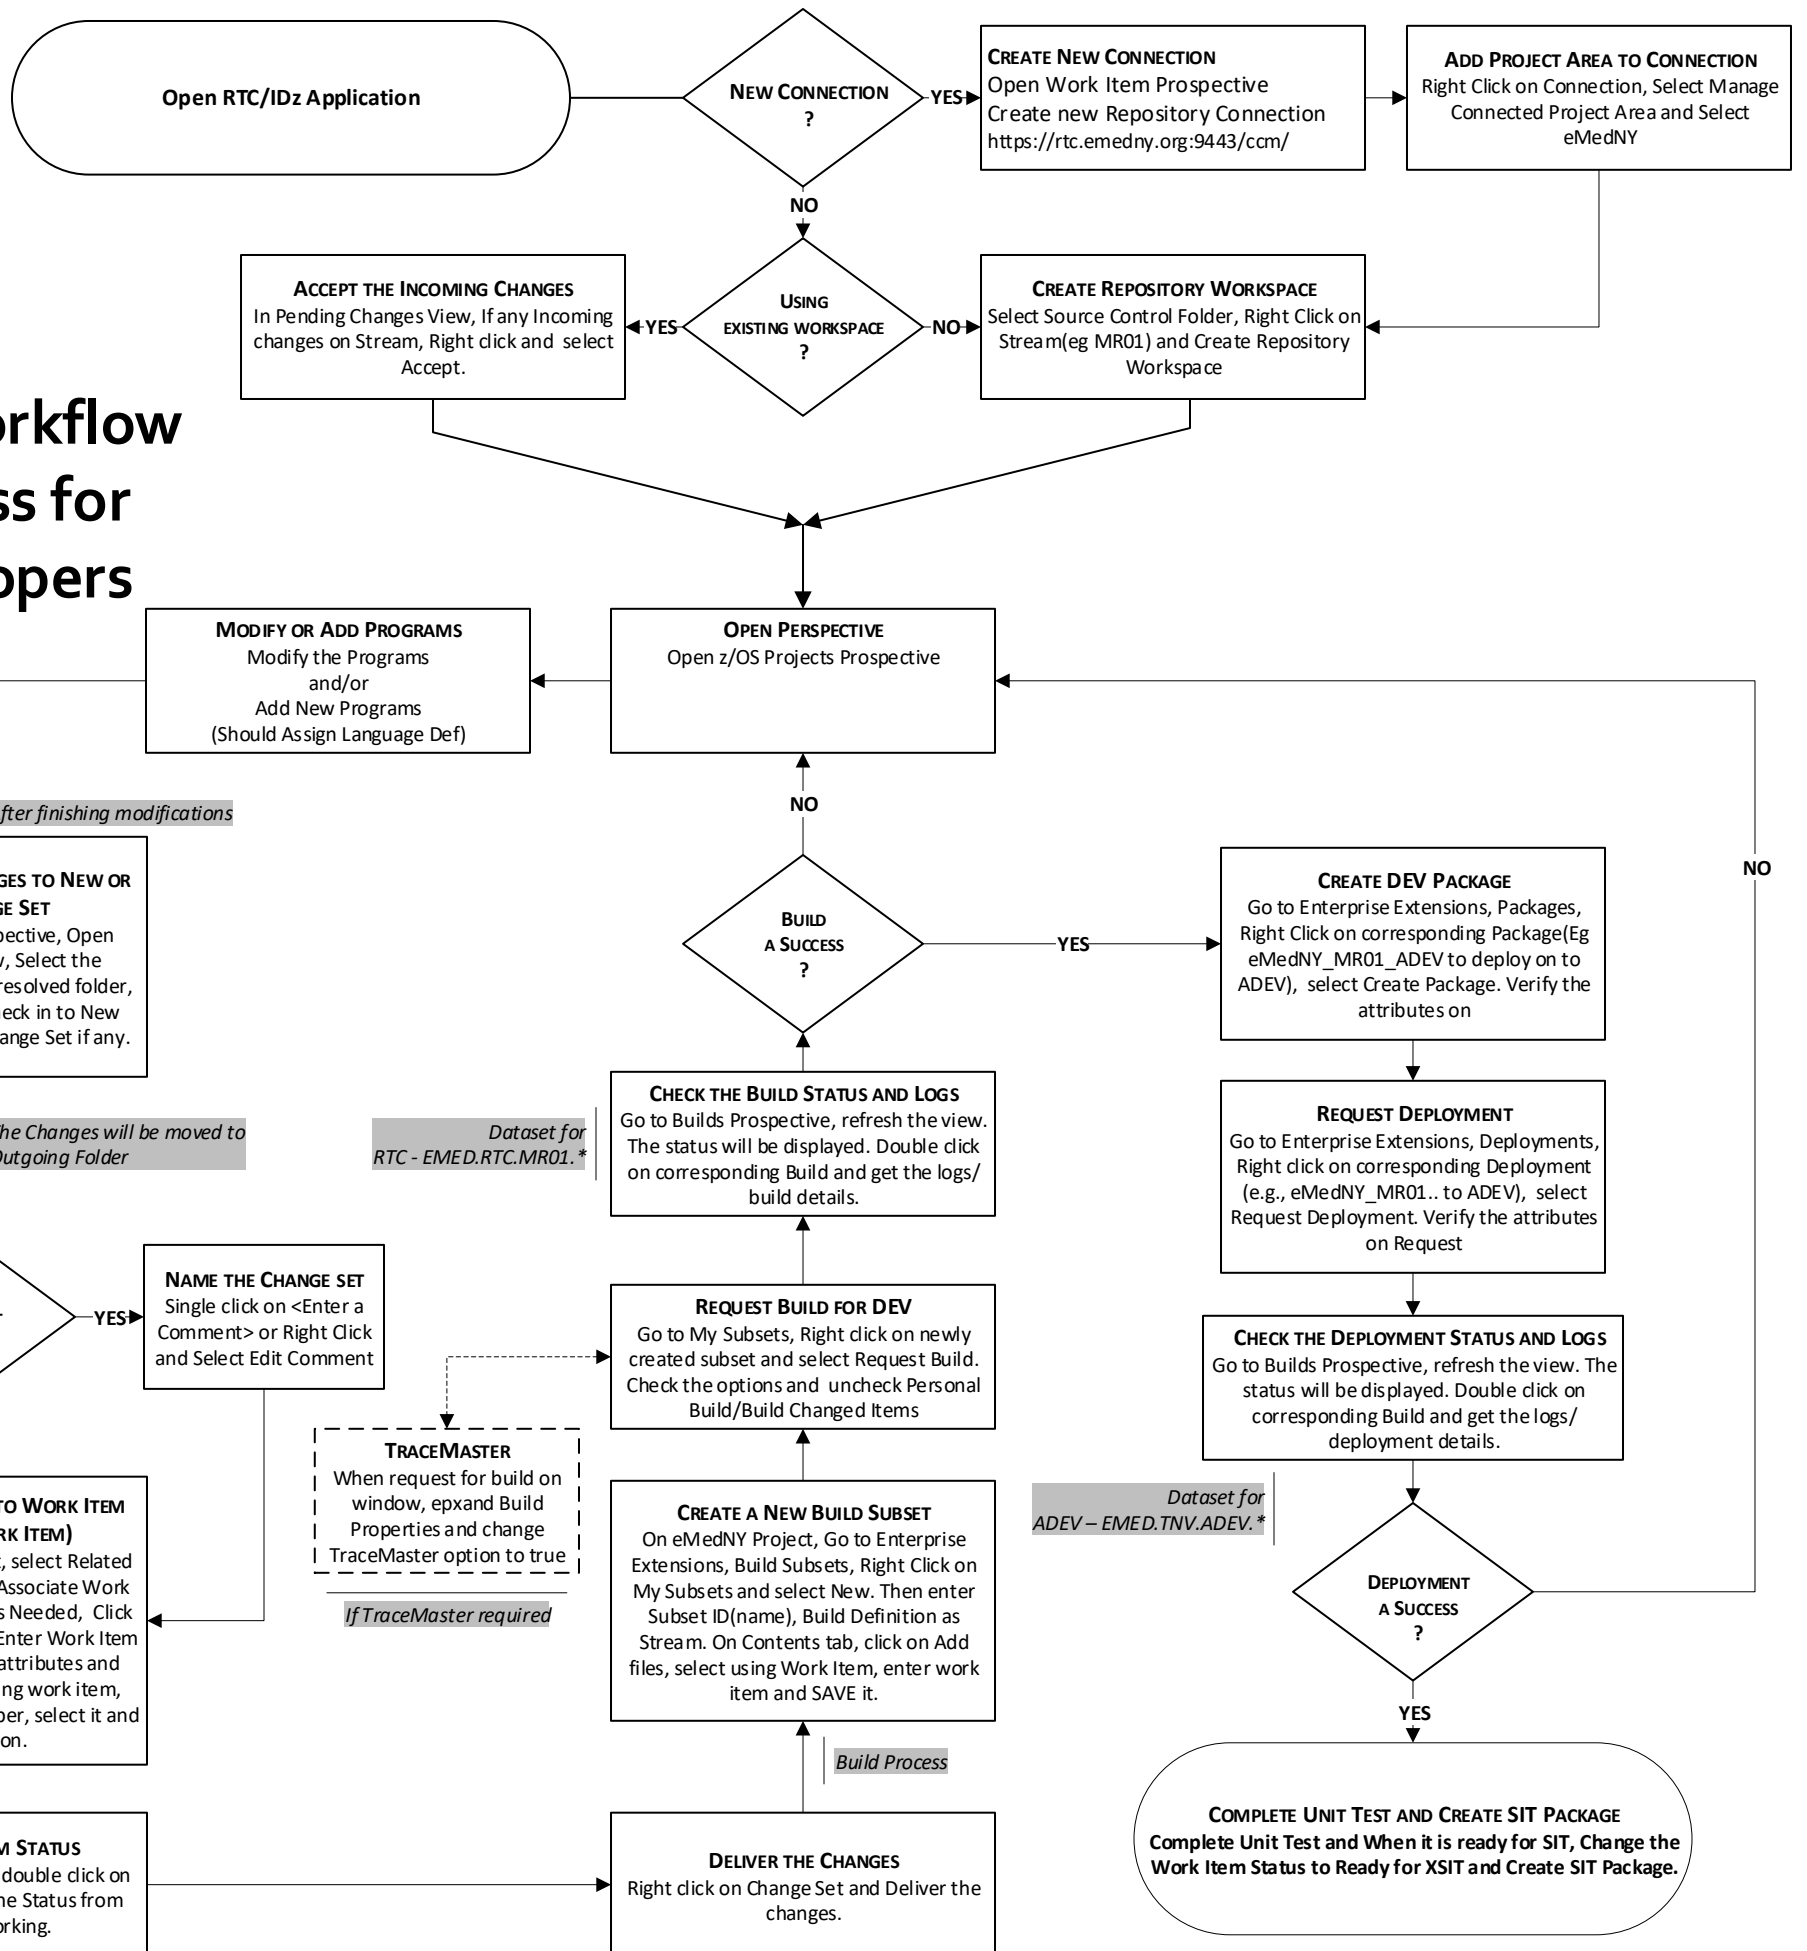 Open RTC/IDz Application
NEW CONNECTION
?
YES
CREATE NEW CONNECTION
Open Work Item Prospective
Create new Repository Connection
https://rtc.emedny.org:9443/ccm/
ADD PROJECT AREA TO CONNECTION
Right Click on Connection, Select Manage
Connected Project Area and Select
eMedNY
NO
ACCEPT THE INCOMING CHANGES
In Pending Changes View, If any Incoming
changes on Stream, Right click and select
Accept.
YES
USING
EXISTING WORKSPACE
?
NO
CREATE REPOSITORY WORKSPACE
Select Source Control Folder, Right Click on
Stream(eg MR01) and Create Repository
Workspace
orkflow
ss for
opers
MODIFY OR ADD PROGRAMS
Modify the Programs
and/or
Add New Programs
(Should Assign Language Def)
OPEN PERSPECTIVE
Open z/OS Projects Prospective
fter finishing modifications
NO
NO
GES TO NEW OR
GE SET
pective, Open
w, Select the
resolved folder,
eck in to New
ange Set if any.
BUILD
A SUCCESS
?
YES
CREATE DEV PACKAGE
Go to Enterprise Extensions, Packages,
Right Click on corresponding Package(Eg
eMedNY_MR01_ADEV to deploy on to
ADEV), select Create Package. Verify the
attributes on
he Changes will be moved to
Outgoing Folder
Dataset for
RTC - EMED.RTC.MR01.*
CHECK THE BUILD STATUS AND LOGS
Go to Builds Prospective, refresh the view.
The status will be displayed. Double click
on corresponding Build and get the logs/
build details.
REQUEST DEPLOYMENT
Go to Enterprise Extensions, Deployments,
Right click on corresponding Deployment
(e.g., eMedNY_MR01.. to ADEV), select
Request Deployment. Verify the attributes
on Request
YES
NAME THE CHANGE SET
Single click on <Enter a
Comment> or Right Click
and Select Edit Comment
REQUEST BUILD FOR DEV
Go to My Subsets, Right click on newly
created subset and select Request Build.
Check the options and uncheck Personal
Build/Build Changed Items
CHECK THE DEPLOYMENT STATUS AND LOGS
Go to Builds Prospective, refresh the view. The
status will be displayed. Double click on
corresponding Build and get the logs/
deployment details.
TRACEMASTER
When request for build on
window, epxand Build
Properties and change
TraceMaster option to true
If TraceMaster required
TO WORK ITEM
RK ITEM)
, select Related
Associate Work
s Needed, Click
Enter Work Item
attributes and
ng work item,
ber, select it and
on.
CREATE A NEW BUILD SUBSET
On eMedNY Project, Go to Enterprise
Extensions, Build Subsets, Right Click on
My Subsets and select New. Then enter
Subset ID(name), Build Definition as
Stream. On Contents tab, click on Add
files, select using Work Item, enter work
item and SAVE it.
Dataset for
ADEV – EMED.TNV.ADEV.*
DEPLOYMENT
A SUCCESS
?
YES
Build Process
M STATUS
double click on
he Status from
orking.
DELIVER THE CHANGES
Right click on Change Set and Deliver the
changes.
COMPLETE UNIT TEST AND CREATE SIT PACKAGE
Complete Unit Test and When it is ready for SIT, Change the
Work Item Status to Ready for XSIT and Create SIT Package.